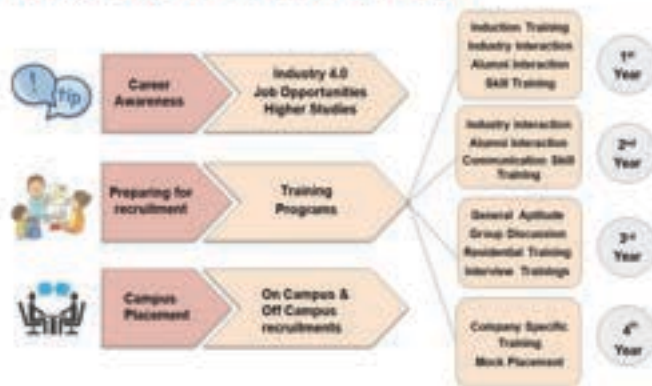 !
tip
Career
Awareness
Industry 4.0
Job Opportunities
Higher Studies
Preparing for
recruitment
Training
Programs
Campus
Placement
On Campus &
Off Campus
recruitments
Induction Training
Industry Interaction
Alumni Interaction
Skill Training
1st
Year
Industry Interaction
Alumni Interaction
Communication Skill
Training
2nd
Year
General Aptitude
Group Discussion
Residential Training
Interview Trainings
3rd
Year
Company Specific
Training
Mock Placement
4th
Year